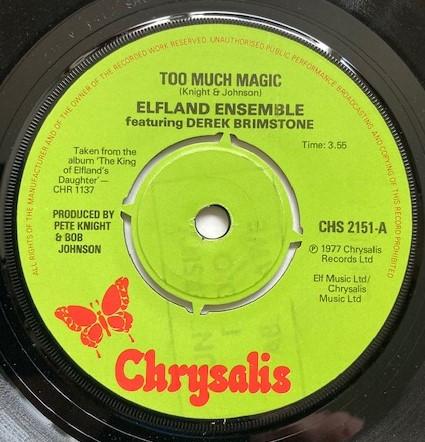 ALL RIGHTS OF THE MANUFACTURER AND OF THE OWNER OF THE RECORDED WORK RESERVED. UNAUTHORISED PUBLIC PERFORMANCE, BROADCASTING AND COPYING OF THIS RECORD PROHIBITED
TOO MUCH MAGIC
(Knight & Johnson)
ELFLAND ENSEMBLE
featuring DEREK BRIMSTONE
Taken from the
album 'The King
of Elfland's
Daughter'—
CHR 1137
Time: 3.55
PRODUCED BY
PETE KNIGHT
& BOB
JOHNSON
CHS 2151-A
℗ 1977 Chrysalis
Records Ltd
Elf Music Ltd/
Chrysalis
Music Ltd
Chrysalis